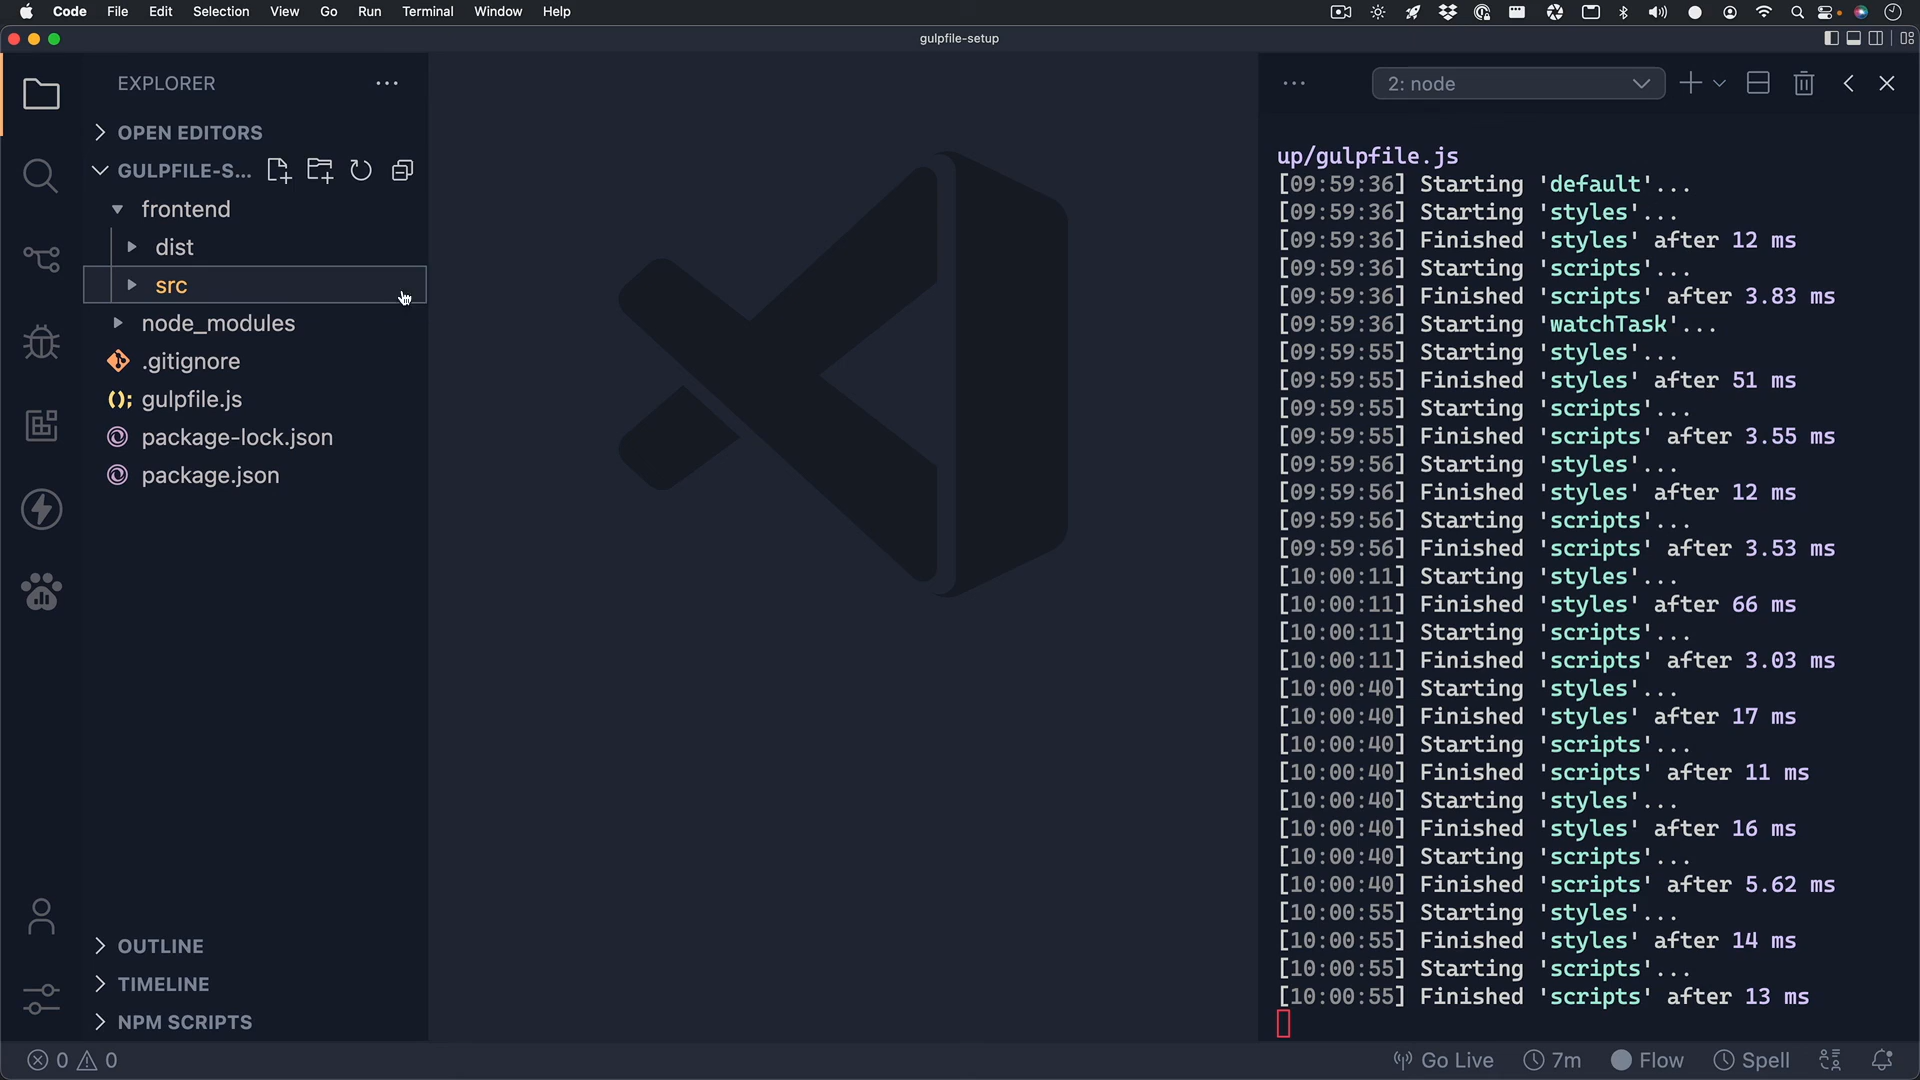 Code File Edit Selection View Go Run Terminal Window Help
gulpfile-setup
EXPLORER
OPEN EDITORS
GULPFILE-S...
frontend
dist
src
node_modules
.gitignore
gulpfile.js
package-lock.json
package.json
OUTLINE
TIMELINE
NPM SCRIPTS
2: node
up/gulpfile.js
[09:59:36] Starting 'default'...
[09:59:36] Starting 'styles'...
[09:59:36] Finished 'styles' after 12 ms
[09:59:36] Starting 'scripts'...
[09:59:36] Finished 'scripts' after 3.83 ms
[09:59:36] Starting 'watchTask'...
[09:59:55] Starting 'styles'...
[09:59:55] Finished 'styles' after 51 ms
[09:59:55] Starting 'scripts'...
[09:59:55] Finished 'scripts' after 3.55 ms
[09:59:56] Starting 'styles'...
[09:59:56] Finished 'styles' after 12 ms
[09:59:56] Starting 'scripts'...
[09:59:56] Finished 'scripts' after 3.53 ms
[10:00:11] Starting 'styles'...
[10:00:11] Finished 'styles' after 66 ms
[10:00:11] Starting 'scripts'...
[10:00:11] Finished 'scripts' after 3.03 ms
[10:00:40] Starting 'styles'...
[10:00:40] Finished 'styles' after 17 ms
[10:00:40] Starting 'scripts'...
[10:00:40] Finished 'scripts' after 11 ms
[10:00:40] Starting 'styles'...
[10:00:40] Finished 'styles' after 16 ms
[10:00:40] Starting 'scripts'...
[10:00:40] Finished 'scripts' after 5.62 ms
[10:00:55] Starting 'styles'...
[10:00:55] Finished 'styles' after 14 ms
[10:00:55] Starting 'scripts'...
[10:00:55] Finished 'scripts' after 13 ms
0 0 Go Live 7m Flow Spell